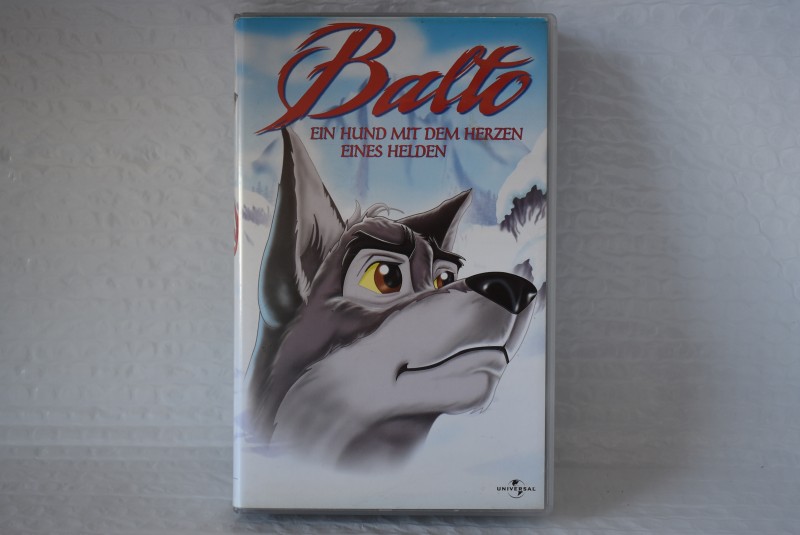 Balto
EIN HUND MIT DEM HERZEN
EINES HELDEN
UNIVERSAL